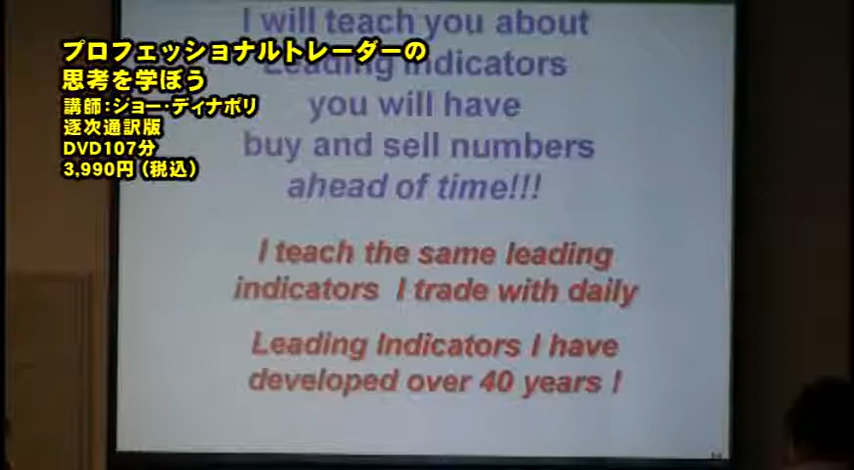 プロフェッショナルトレーダーの
思考を学ぼう
講師:ジョー・ディナポリ
逐次通訳版
DVD107分
3,990円(税込)
I will teach you about
Leading Indicators
you will have
buy and sell numbers
ahead of time!!!
I teach the same leading
indicators I trade with daily
Leading Indicators I have
developed over 40 years !